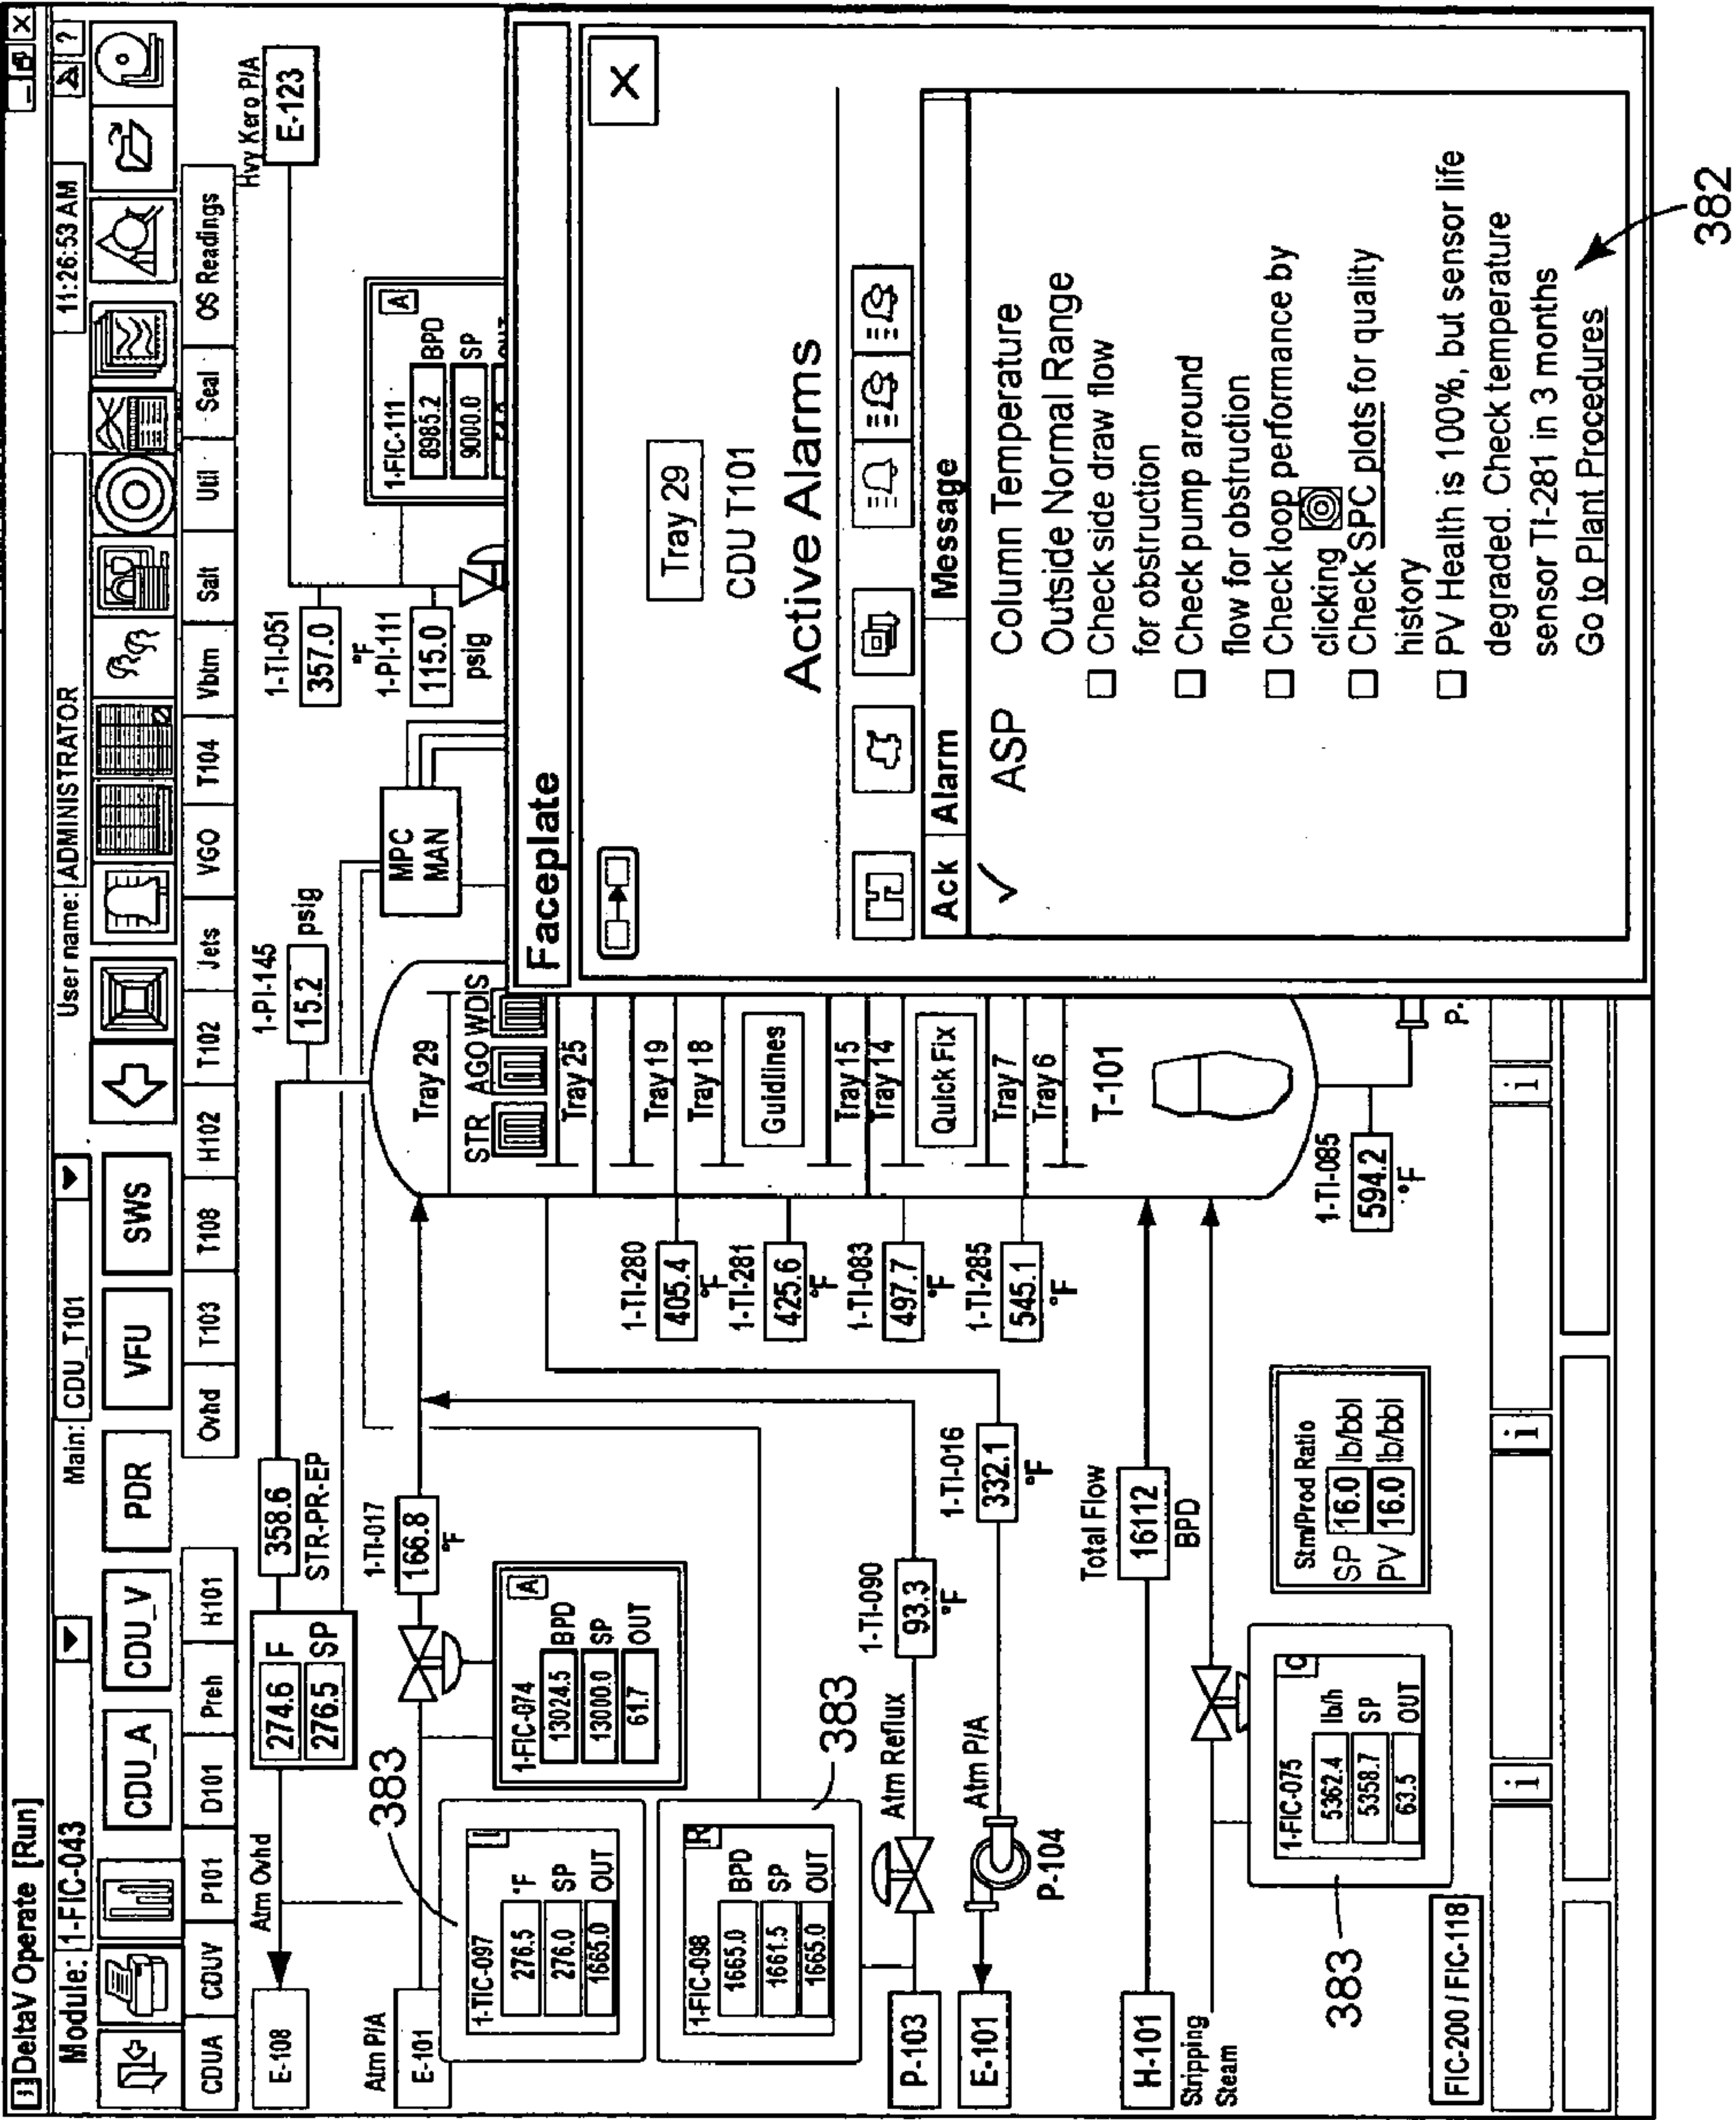 DeltaV Operate [Run]
Module: 1-FIC-043
Main: CDU_T101
User name: ADMINISTRATOR
11:26:53 AM
?
X
CDU_A
CDU_V
PDR
VFU
SWS
CDUA
CDUV
P101
D101
Preh
H101
Ovhd
T103
T108
H102
T102
Jets
VGO
T104
Vbtm
Salt
Util
Seal
OS Readings
E-108
Atm Ovhd
274.6 F
276.5 SP
358.6
STR-PR-EP
1-PI-145
15.2 psig
MPC
MAN
1-TI-051
357.0
°F
1-PI-111
115.0
psig
Hvy Kero P/A
E-123
1-FIC-111
A
8985.2 BPD
9000.0 SP
Atm P/A
E-101
383
1-TI-017
166.8
°F
1-TIC-097
276.5 °F
276.0 SP
1665.0 OUT
1-FIC-074
A
13024.5 BPD
13000.0 SP
61.7 OUT
1-FIC-098
R
1665.0 BPD
1661.5 SP
1665.0 OUT
383
P-103
Atm Reflux
1-TI-090
93.3
°F
E-101
Atm P/A
P-104
1-TI-016
332.1
°F
H-101
Total Flow
16112
BPD
Stripping
Steam
1-FIC-075
5362.4 lb/h
5358.7 SP
63.5 OUT
383
Stm/Prod Ratio
SP 16.0 lb/bbl
PV 16.0 lb/bbl
FIC-200 / FIC-118
1-TI-280
405.4
°F
1-TI-281
425.6
°F
1-TI-083
497.7
°F
1-TI-285
545.1
°F
1-TI-085
594.2
°F
Tray 29
STR AGO WDIS
Tray 25
Tray 19
Tray 18
Guidlines
Tray 15
Tray 14
Quick Fix
Tray 7
Tray 6
T-101
P-
i
i
i
Faceplate
X
Tray 29
CDU T101
Active Alarms
Ack Alarm Message
✓ ASP Column Temperature
Outside Normal Range
☐ Check side draw flow
for obstruction
☐ Check pump around
flow for obstruction
☐ Check loop performance by
clicking
☐ Check SPC plots for quality
history
☐ PV Health is 100%, but sensor life
degraded. Check temperature
sensor TI-281 in 3 months
Go to Plant Procedures
382